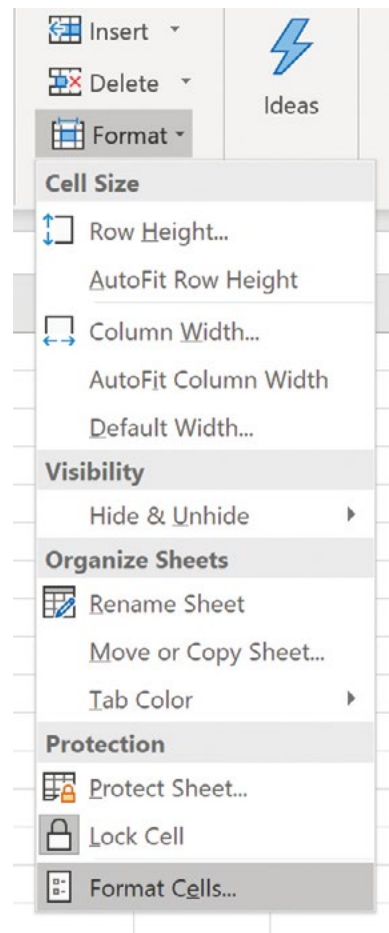 Insert
Delete
Ideas
Format
Cell Size
Row Height...
AutoFit Row Height
Column Width...
AutoFit Column Width
Default Width...
Visibility
Hide & Unhide
Organize Sheets
Rename Sheet
Move or Copy Sheet...
Tab Color
Protection
Protect Sheet...
Lock Cell
Format Cells...